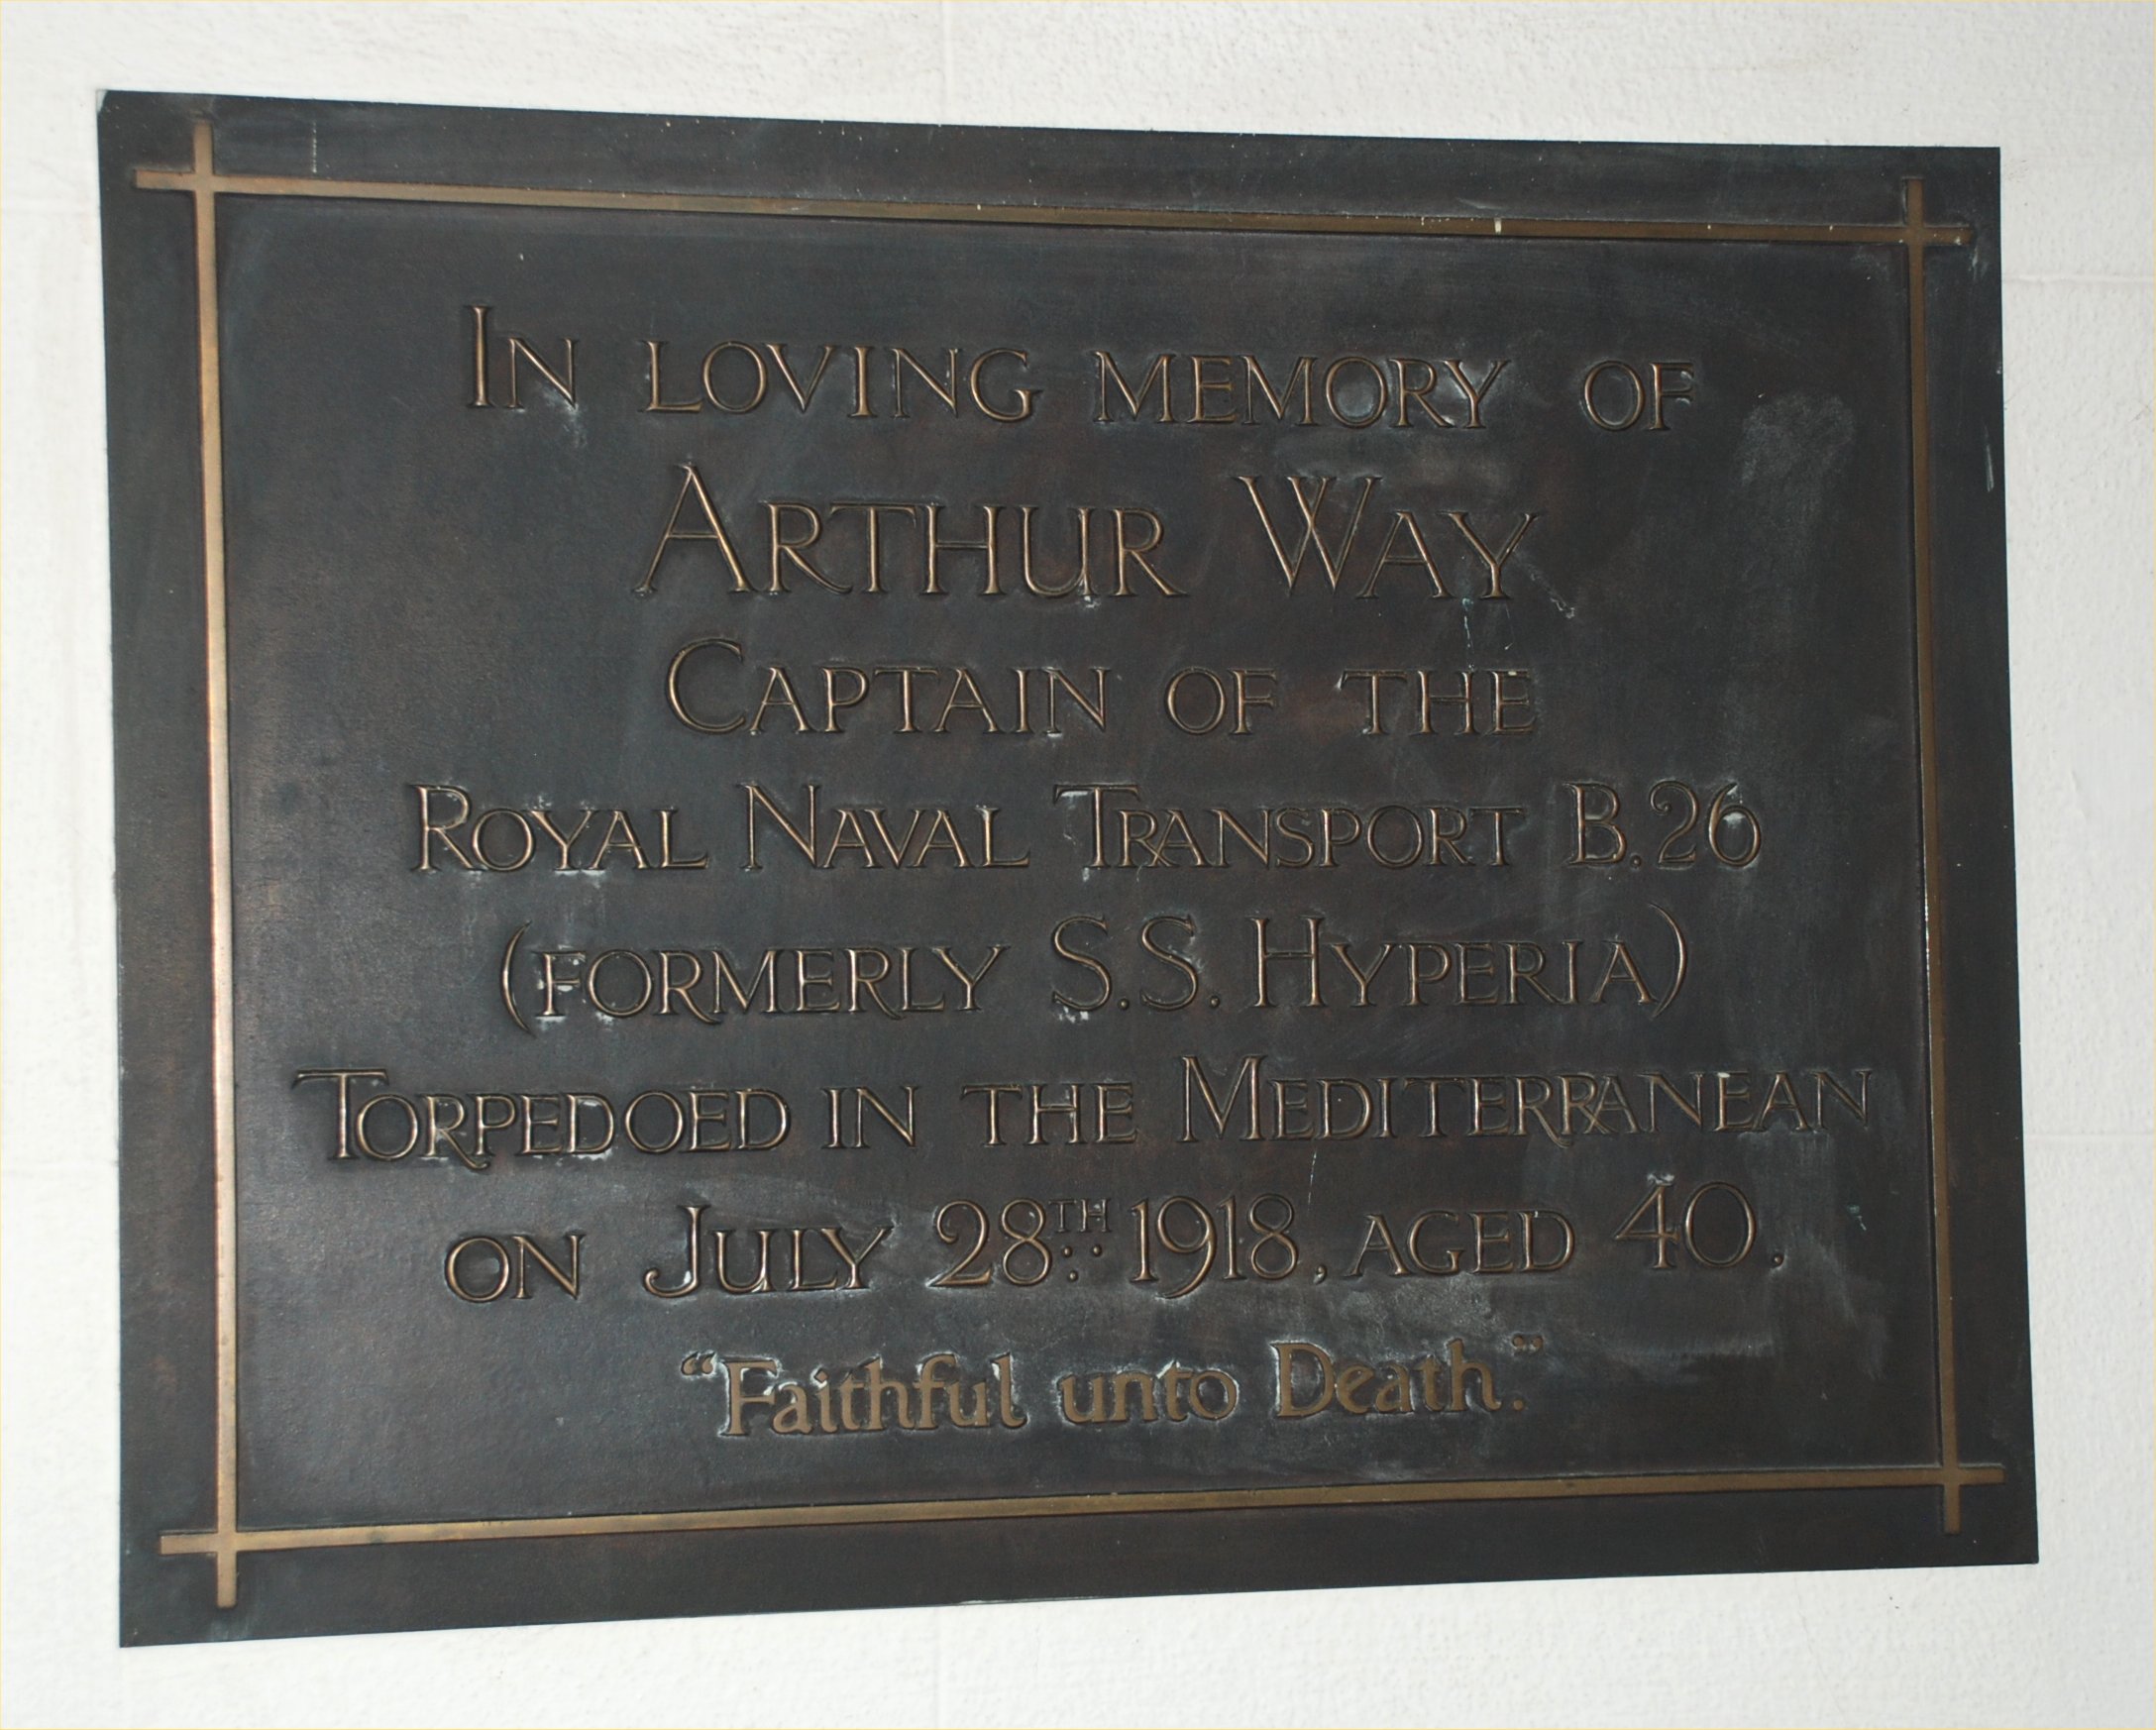 In loving memory of
Arthur Way
Captain of the
Royal Naval Transport B.26
(formerly S.S. Hyperia)
Torpedoed in the Mediterranean
on July 28TH 1918, aged 40.
“Faithful unto Death.”